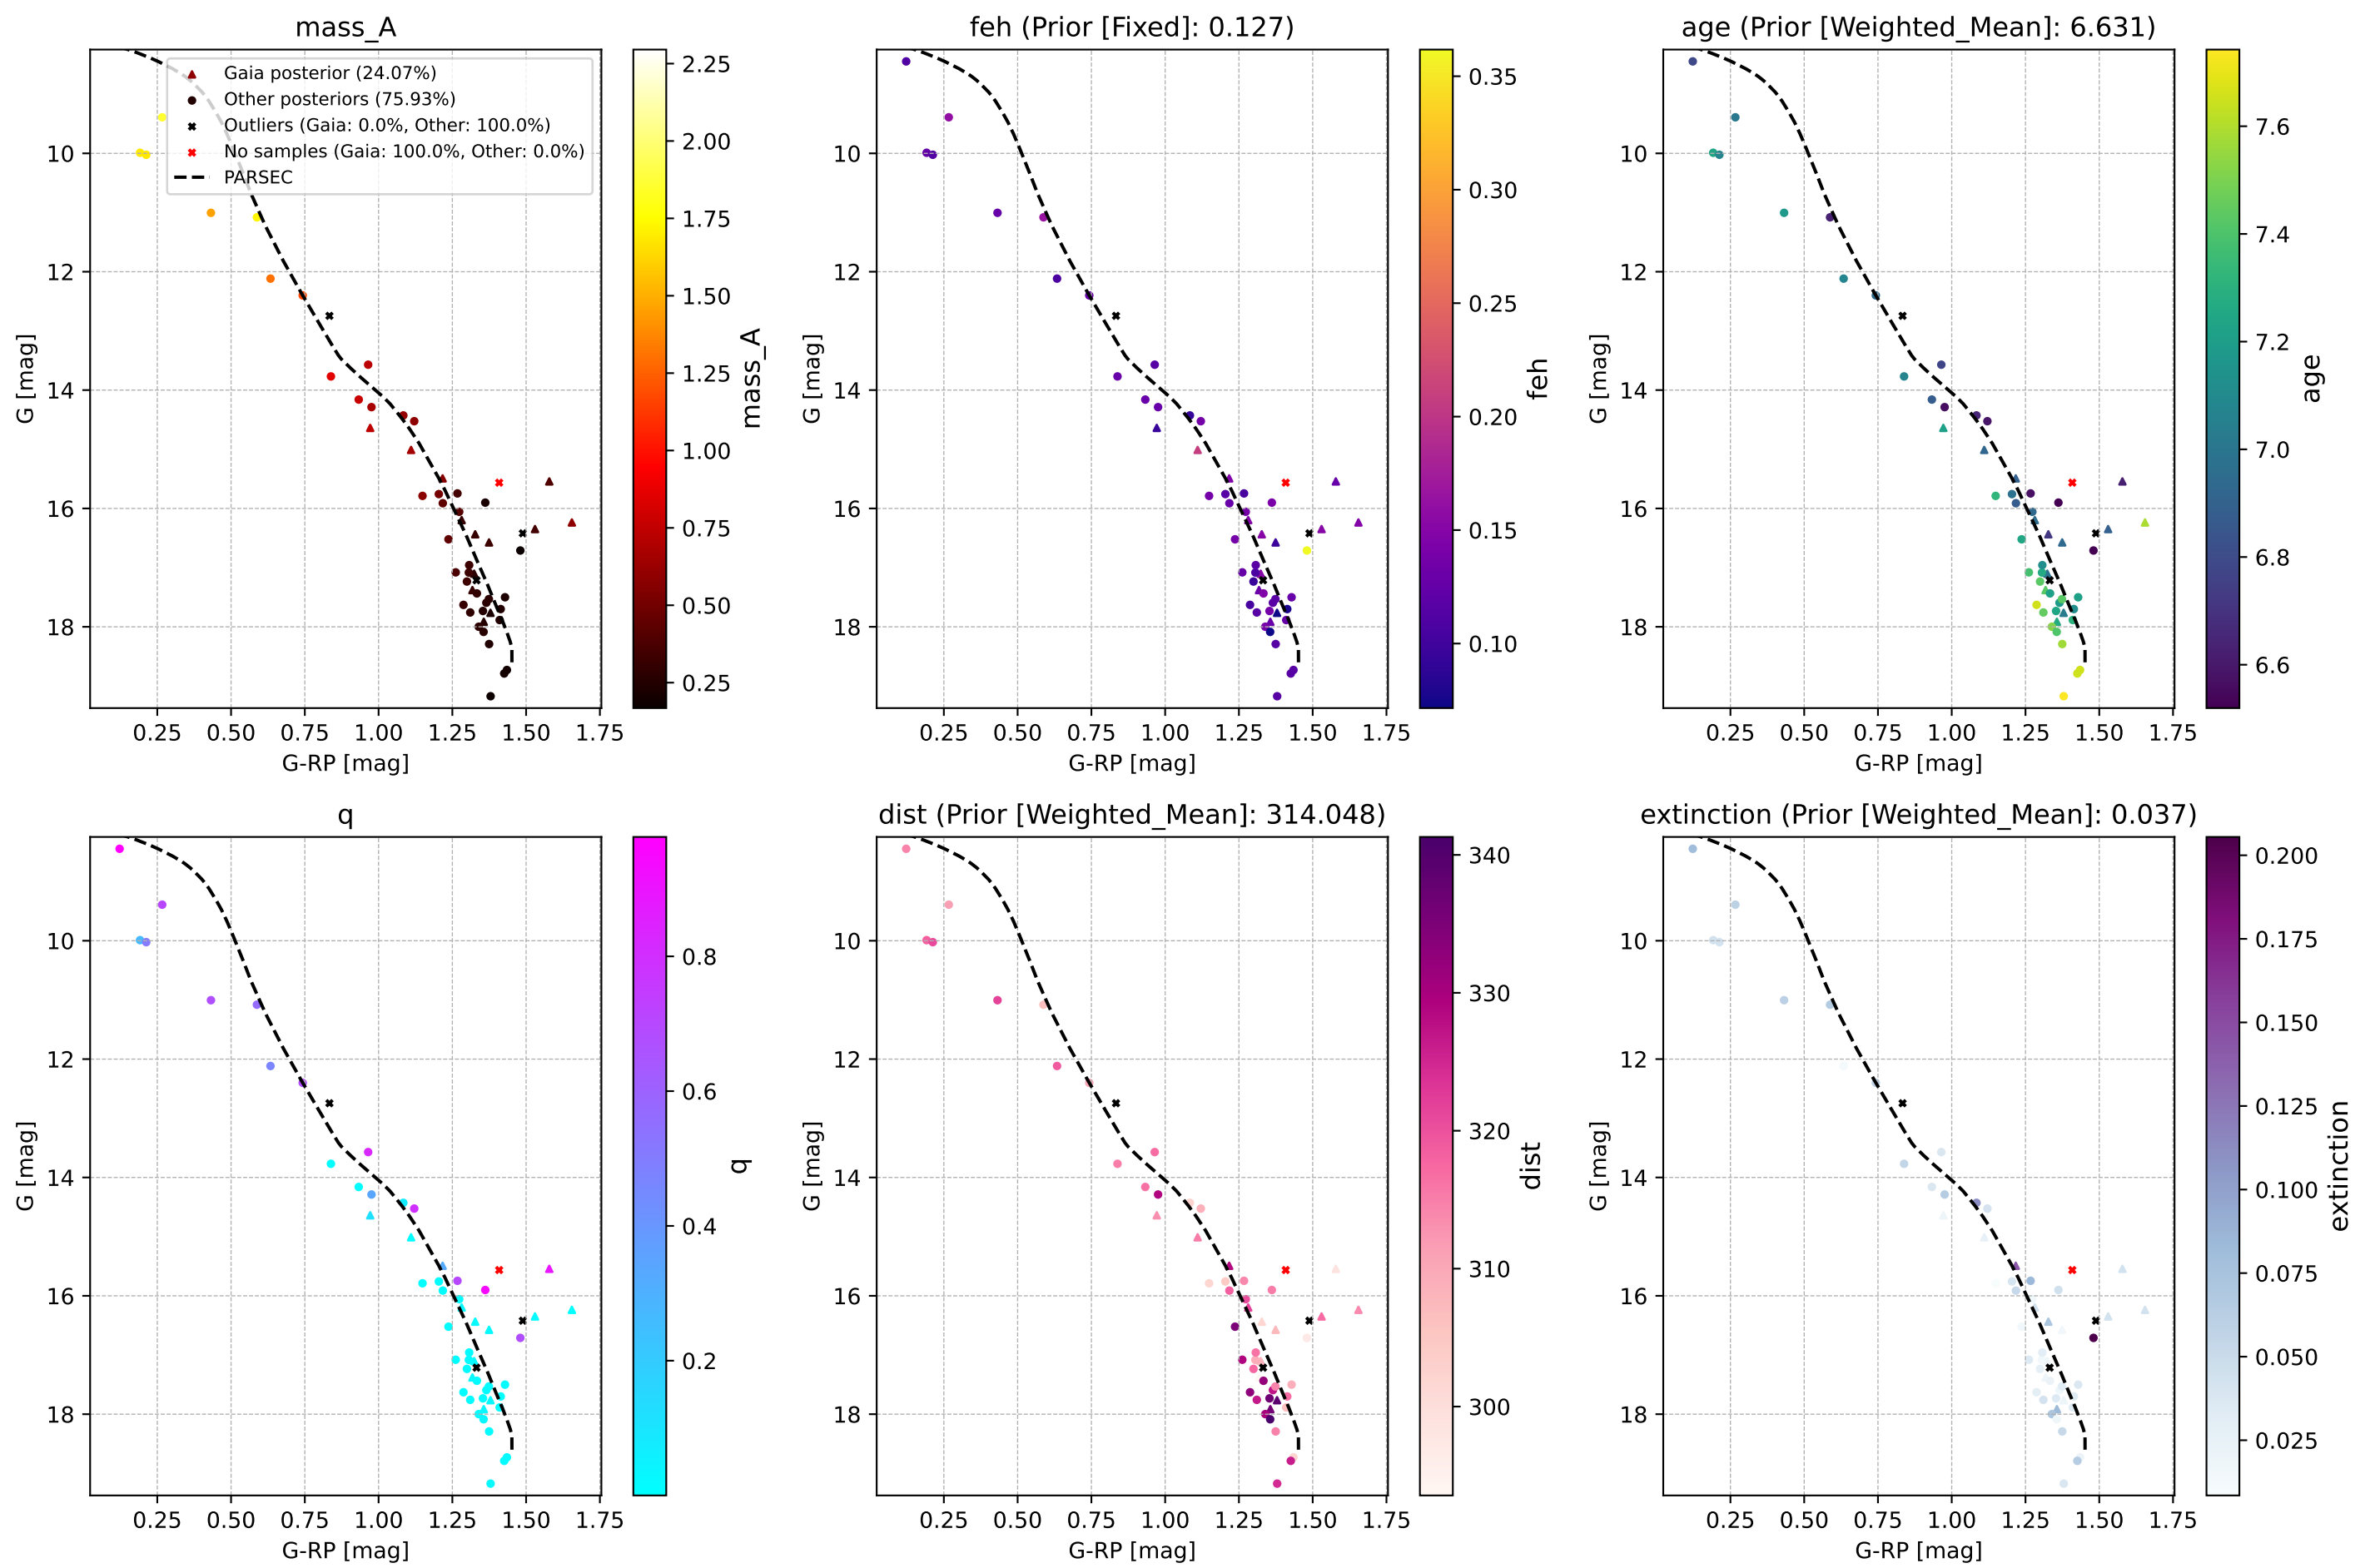 mass_A
Gaia posterior (24.07%)
Other posteriors (75.93%)
Outliers (Gaia: 0.0%, Other: 100.0%)
No samples (Gaia: 100.0%, Other: 0.0%)
PARSEC
10
12
14
16
18
G [mag]
0.25 0.50 0.75 1.00 1.25 1.50 1.75
G-RP [mag]
2.25
2.00
1.75
1.50
1.25
1.00
0.75
0.50
0.25
mass_A
feh (Prior [Fixed]: 0.127)
10
12
14
16
18
G [mag]
0.25 0.50 0.75 1.00 1.25 1.50 1.75
G-RP [mag]
0.35
0.30
0.25
0.20
0.15
0.10
feh
age (Prior [Weighted_Mean]: 6.631)
10
12
14
16
18
G [mag]
0.25 0.50 0.75 1.00 1.25 1.50 1.75
G-RP [mag]
7.6
7.4
7.2
7.0
6.8
6.6
age
q
10
12
14
16
18
G [mag]
0.25 0.50 0.75 1.00 1.25 1.50 1.75
G-RP [mag]
0.8
0.6
0.4
0.2
q
dist (Prior [Weighted_Mean]: 314.048)
10
12
14
16
18
G [mag]
0.25 0.50 0.75 1.00 1.25 1.50 1.75
G-RP [mag]
340
330
320
310
300
dist
extinction (Prior [Weighted_Mean]: 0.037)
10
12
14
16
18
G [mag]
0.25 0.50 0.75 1.00 1.25 1.50 1.75
G-RP [mag]
0.200
0.175
0.150
0.125
0.100
0.075
0.050
0.025
extinction